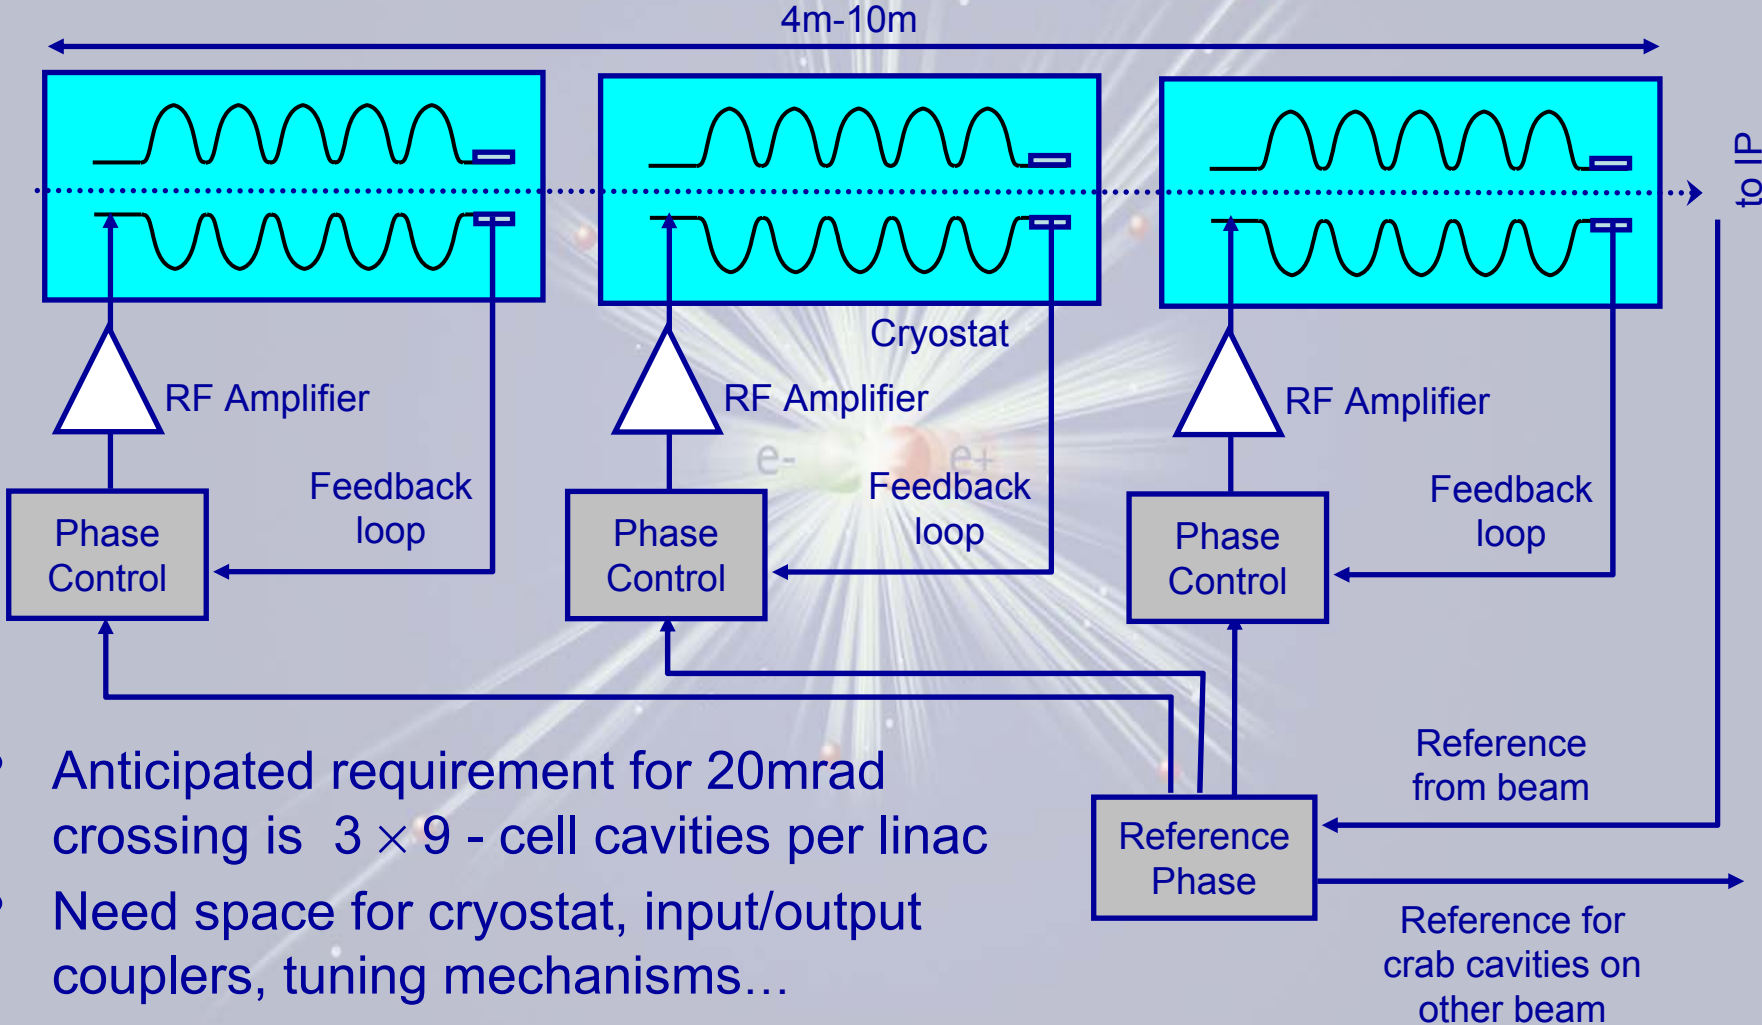 4m-10m
to IP
Cryostat
RF Amplifier
RF Amplifier
RF Amplifier
e-
e+
Feedback
loop
Feedback
loop
Feedback
loop
Phase
Control
Phase
Control
Phase
Control
Reference
from beam
Reference
Phase
Reference for
crab cavities on
other beam
Anticipated requirement for 20mrad
crossing is 3 × 9 - cell cavities per linac
Need space for cryostat, input/output
couplers, tuning mechanisms…